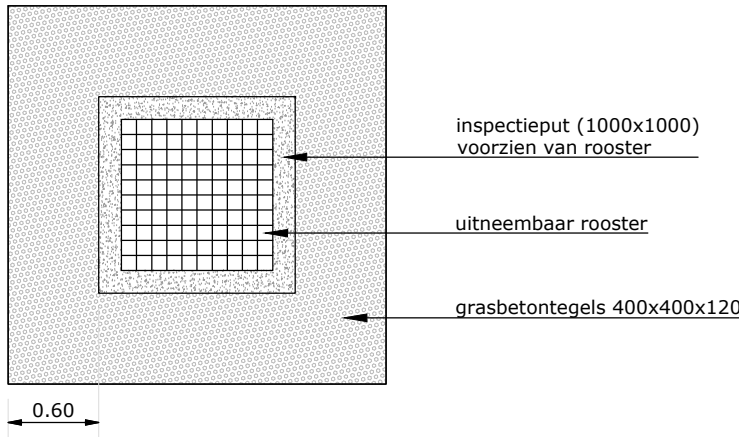 inspectieput (1000x1000)
voorzien van rooster
uitneembaar rooster
grasbetontegels 400x400x120
0.60